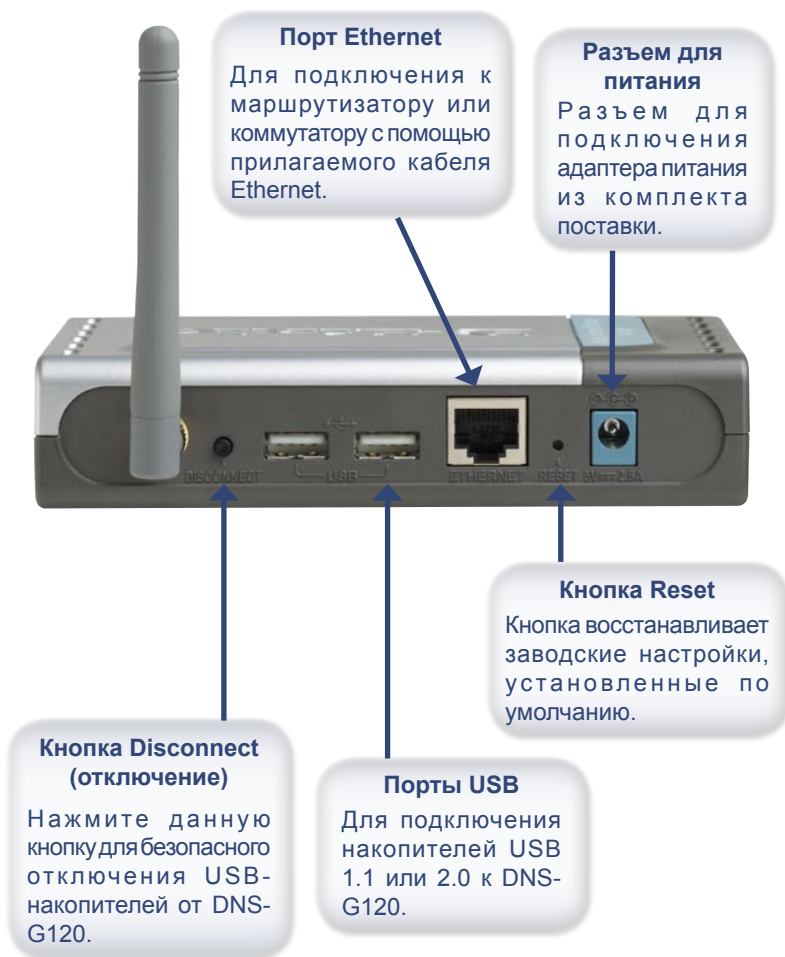 Порт Ethernet
Для подключения к
маршрутизатору или
коммутатору с помощью
прилагаемого кабеля
Ethernet.
Разъем для
питания
Разъем для
подключения
адаптера питания
из комплекта
поставки.
DISCONNECT
USB
ETHERNET
RESET
5V⎓2.5A
Кнопка Reset
Кнопка восстанавливает
заводские настройки,
установленные по
умолчанию.
Кнопка Disconnect
(отключение)
Нажмите данную
кнопку для безопасного
отключения USB-
накопителей от DNS-
G120.
Порты USB
Для подключения
накопителей USB
1.1 или 2.0 к DNS-
G120.